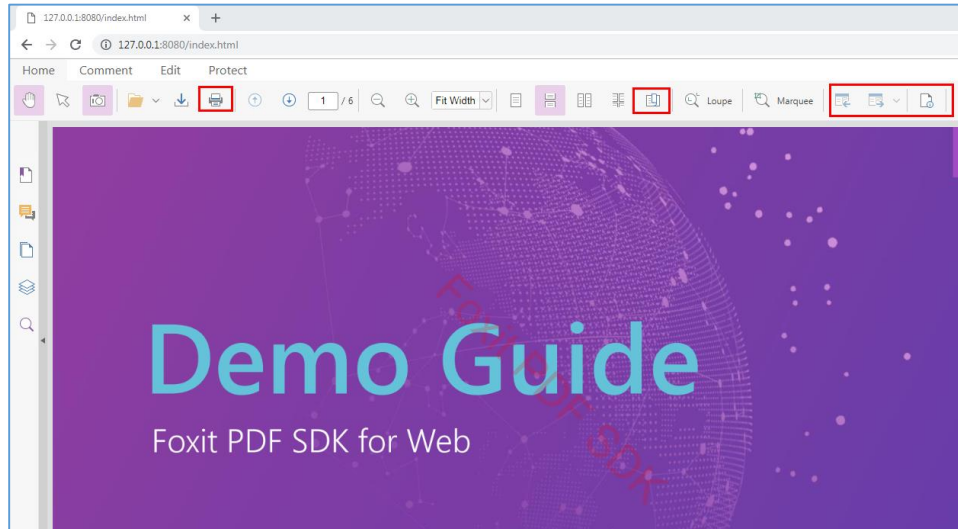 127.0.0.1:8080/index.html
127.0.0.1:8080/index.html
Home Comment Edit Protect
1 / 6 Fit Width Loupe Marquee
Demo Guide
Foxit PDF SDK for Web
Foxit PDF SDK